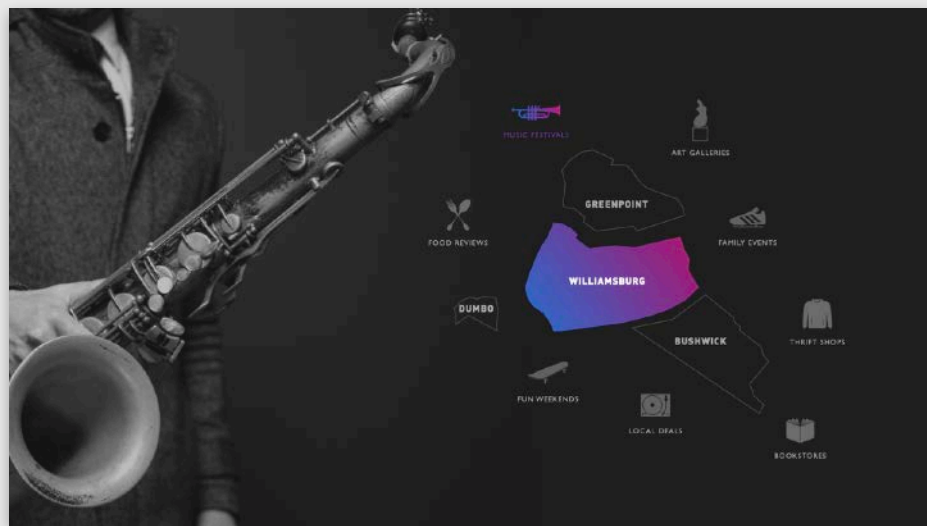 MUSIC FESTIVALS
ART GALLERIES
GREENPOINT
FOOD REVIEWS
FAMILY EVENTS
WILLIAMSBURG
DUMBO
BUSHWICK
THRIFT SHOPS
FUN WEEKENDS
LOCAL DEALS
BOOKSTORES